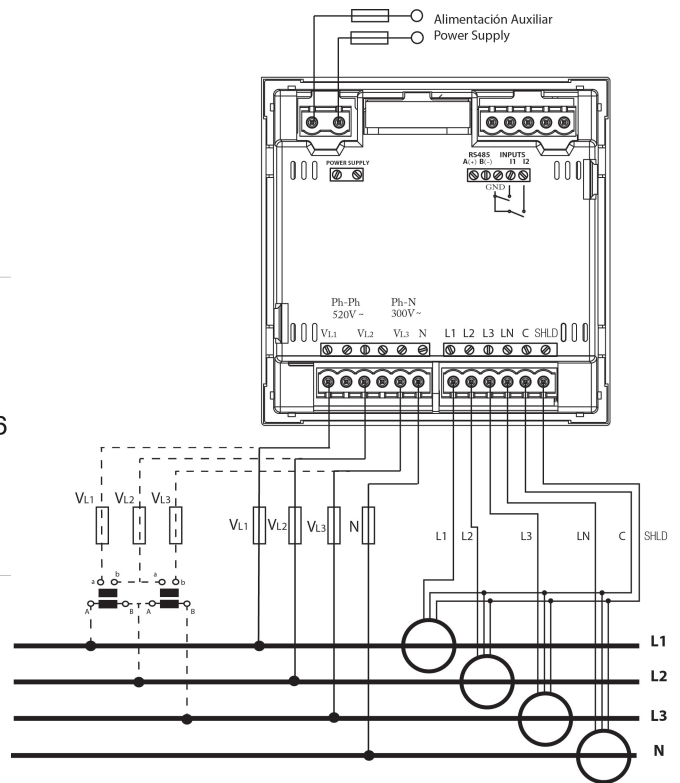 Alimentación Auxiliar
Power Supply
POWER SUPPLY
RS485 INPUTS
A(+) B(-) I1 I2
GND
Ph-Ph Ph-N
520V ~ 300V ~
VL1 VL2 VL3 N L1 L2 L3 LN C SHLD
6
VL1 VL2 VL3
VL1 VL2 VL3 N L1 L2 L3 LN C SHLD
a b a b
A B A B
L1
L2
L3
N